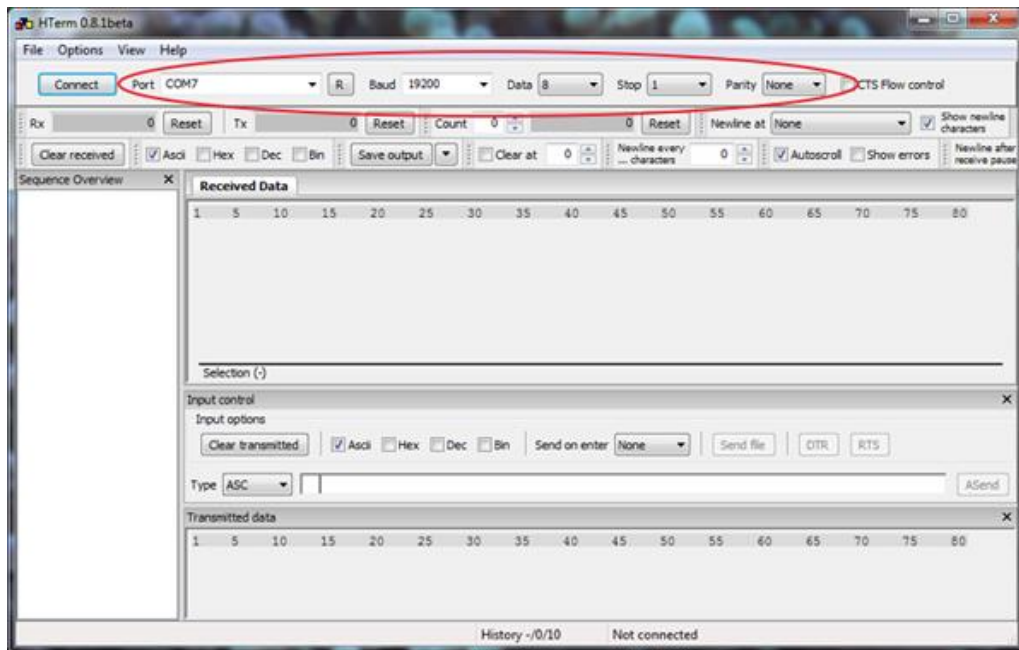 HTerm 0.8.1beta
File Options View Help
Connect Port COM7 R Baud 19200 Data 8 Stop 1 Parity None CTS Flow control
Rx 0 Reset Tx 0 Reset Count 0 0 Reset Newline at None Show newline characters
Clear received Ascii Hex Dec Bin Save output Clear at 0 Newline every ... characters 0 Autoscroll Show errors Newline after receive pause
Sequence Overview
Received Data
1 5 10 15 20 25 30 35 40 45 50 55 60 65 70 75 80
Selection (-)
Input control
Input options
Clear transmitted Ascii Hex Dec Bin Send on enter None Send file DTR RTS
Type ASC ASend
Transmitted data
1 5 10 15 20 25 30 35 40 45 50 55 60 65 70 75 80
History -/0/10 Not connected